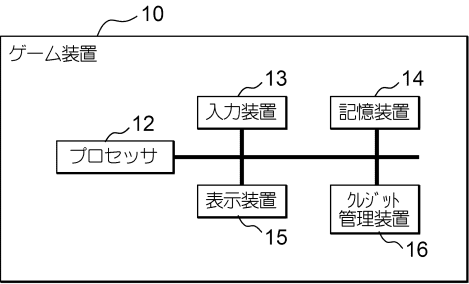 10
ゲーム装置
13
入力装置
14
記憶装置
12
プロセッサ
表示装置
15
クレジット
管理装置
16